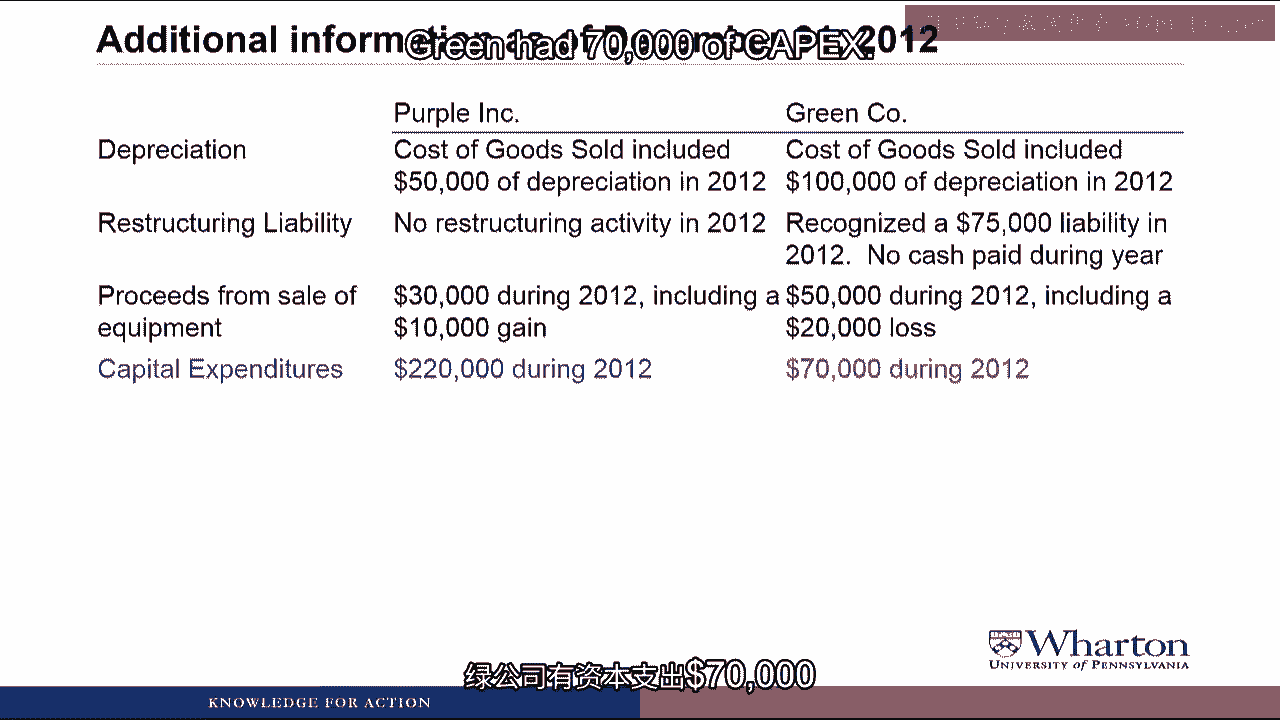 Additional information as of December 31, 2012
Green had 70,000 of CAPEX.
Purple Inc. Green Co.
Depreciation Cost of Goods Sold included Cost of Goods Sold included
$50,000 of depreciation in 2012 $100,000 of depreciation in 2012
Restructuring Liability No restructuring activity in 2012 Recognized a $75,000 liability in
2012. No cash paid during year
Proceeds from sale of $30,000 during 2012, including a $50,000 during 2012, including a
equipment $10,000 gain $20,000 loss
Capital Expenditures $220,000 during 2012 $70,000 during 2012
Wharton
UNIVERSITY of PENNSYLVANIA
绿公司有资本支出$70,000
KNOWLEDGE FOR ACTION